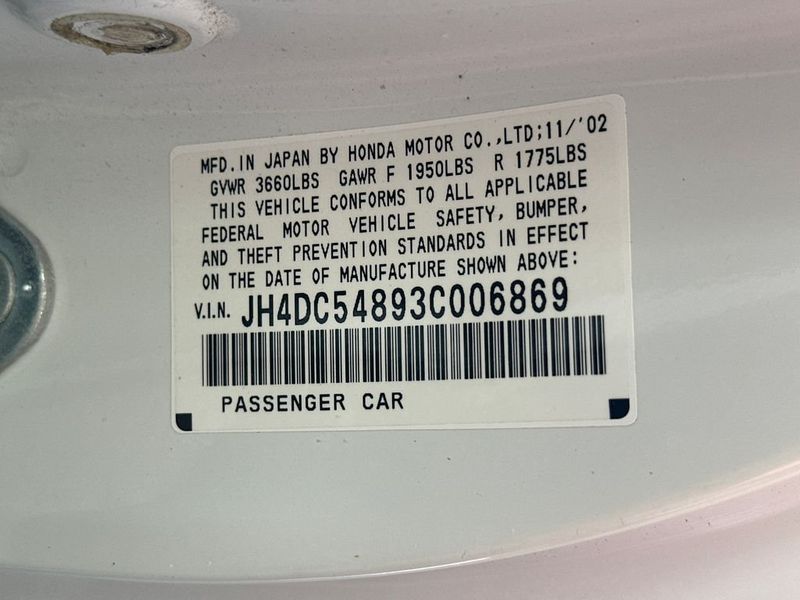 MFD.IN JAPAN BY HONDA MOTOR CO.,LTD;11/'02
GVWR 3660LBS GAWR F 1950LBS R 1775LBS
THIS VEHICLE CONFORMS TO ALL APPLICABLE
FEDERAL MOTOR VEHICLE SAFETY, BUMPER,
AND THEFT PREVENTION STANDARDS IN EFFECT
ON THE DATE OF MANUFACTURE SHOWN ABOVE:
V.I.N. JH4DC54893C006869
PASSENGER CAR